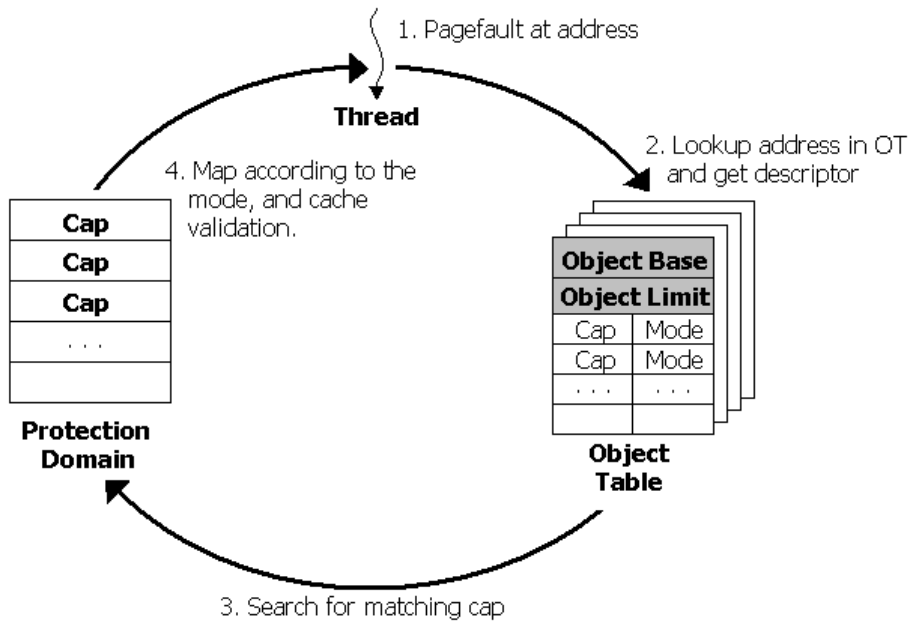 1. Pagefault at address
Thread
2. Lookup address in OT
and get descriptor
4. Map according to the
mode, and cache
validation.
Cap
Cap
Cap
. . .
Protection
Domain
Object Base
Object Limit
Cap Mode
Cap Mode
. . . . . .
Object
Table
3. Search for matching cap